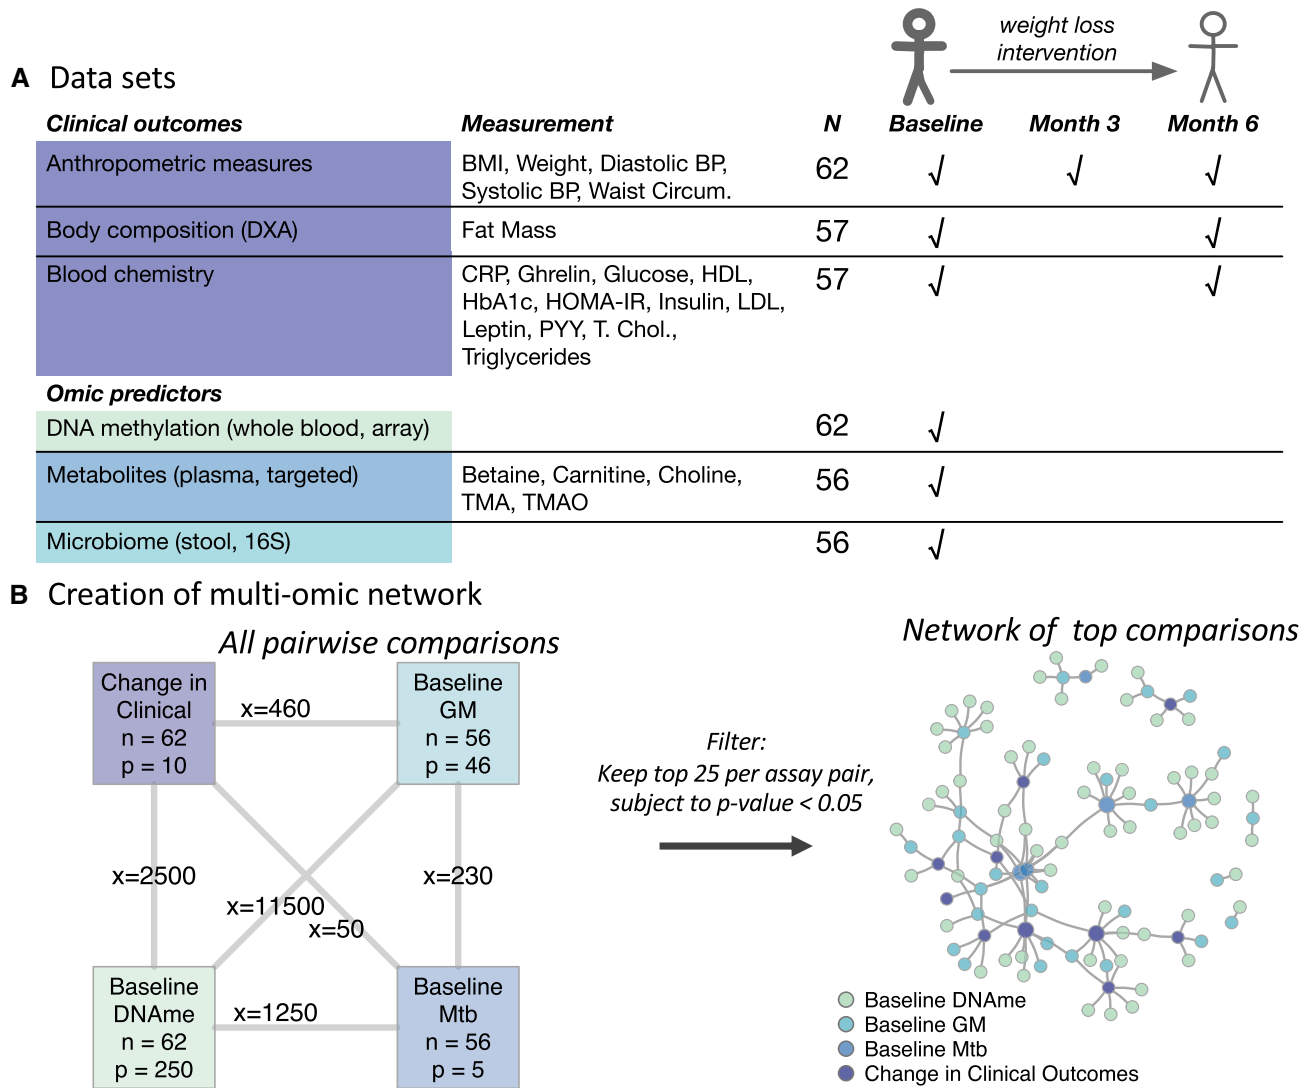 weight loss
intervention
A Data sets
Clinical outcomes Measurement N Baseline Month 3 Month 6
Anthropometric measures BMI, Weight, Diastolic BP, 62 √ √ √
Systolic BP, Waist Circum.
Body composition (DXA) Fat Mass 57 √ √
Blood chemistry CRP, Ghrelin, Glucose, HDL, 57 √ √
HbA1c, HOMA-IR, Insulin, LDL,
Leptin, PYY, T. Chol.,
Triglycerides
Omic predictors
DNA methylation (whole blood, array) 62 √
Metabolites (plasma, targeted) Betaine, Carnitine, Choline, 56 √
TMA, TMAO
Microbiome (stool, 16S) 56 √
B Creation of multi-omic network
All pairwise comparisons
Change in
Clinical
n = 62
p = 10
x=460
Baseline
GM
n = 56
p = 46
x=2500
x=11500
x=50
x=230
Baseline
DNAme
n = 62
p = 250
x=1250
Baseline
Mtb
n = 56
p = 5
Filter:
Keep top 25 per assay pair,
subject to p-value < 0.05
Network of top comparisons
Baseline DNAme
Baseline GM
Baseline Mtb
Change in Clinical Outcomes